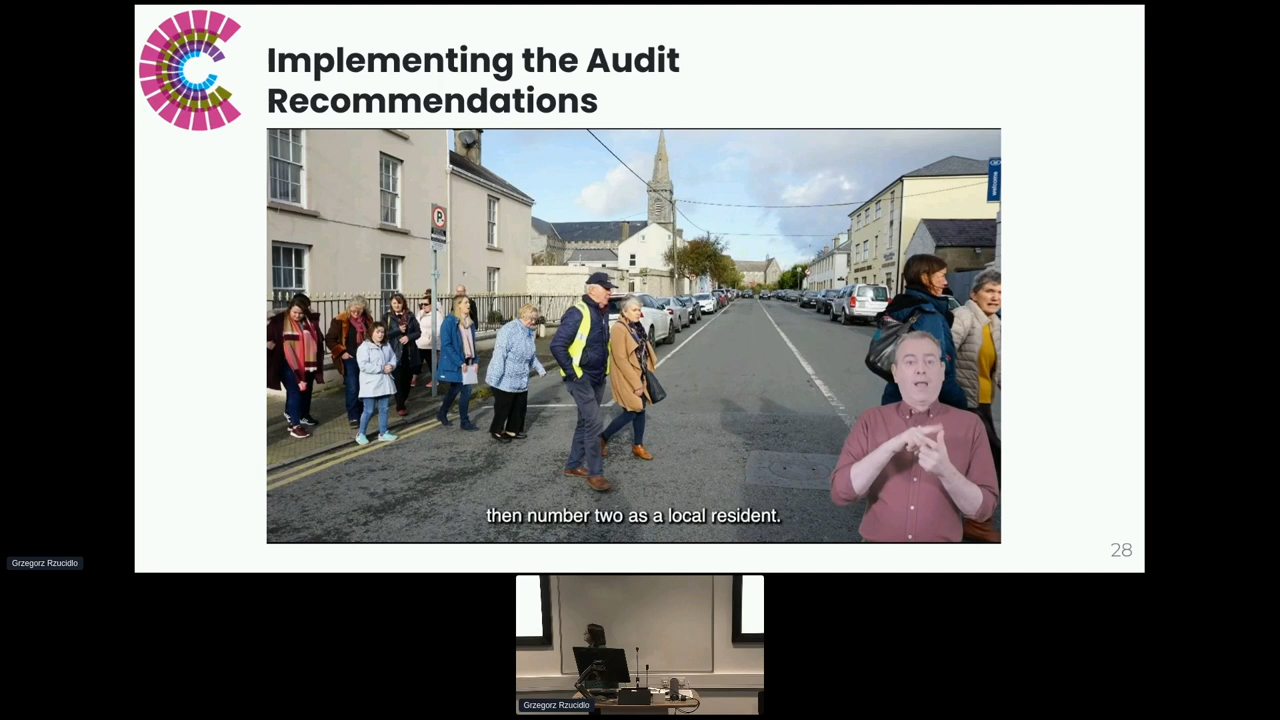 Implementing the Audit
Recommendations
P
then number two as a local resident.
28
Grzegorz Rzucidlo
Grzegorz Rzucidlo